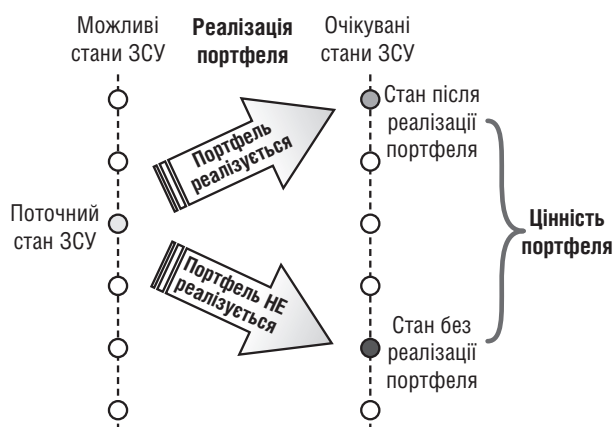 Можливі
стани ЗСУ
Реалізація
портфеля
Очікувані
стани ЗСУ
Портфель
реалізується
Стан після
реалізації
портфеля
Поточний
стан ЗСУ
Цінність
портфеля
Портфель НЕ
реалізується
Стан без
реалізації
портфеля